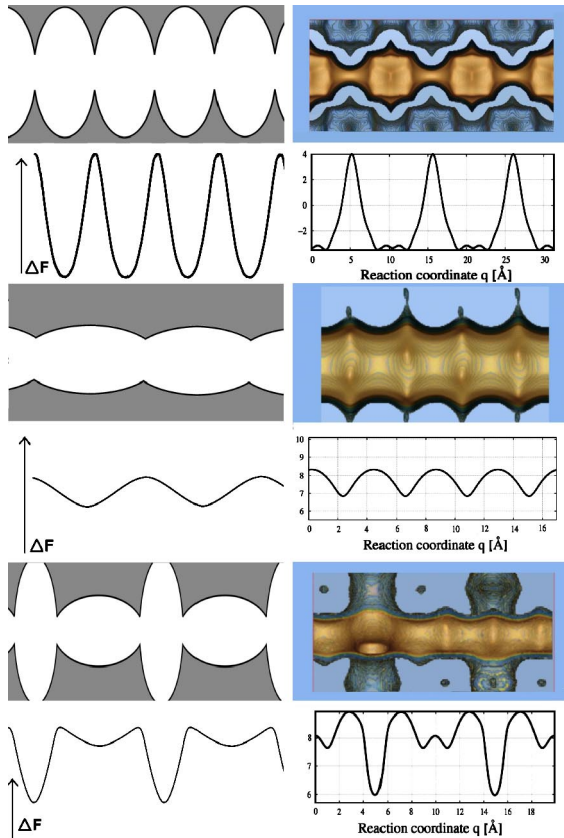 4
2
0
−2
ΔF
0 5 10 15 20 25 30
Reaction coordinate q [Å]
10
9
8
7
6
ΔF
0 2 4 6 8 10 12 14 16
Reaction coordinate q [Å]
8
7
6
ΔF
0 2 4 6 8 10 12 14 16 18
Reaction coordinate q [Å]